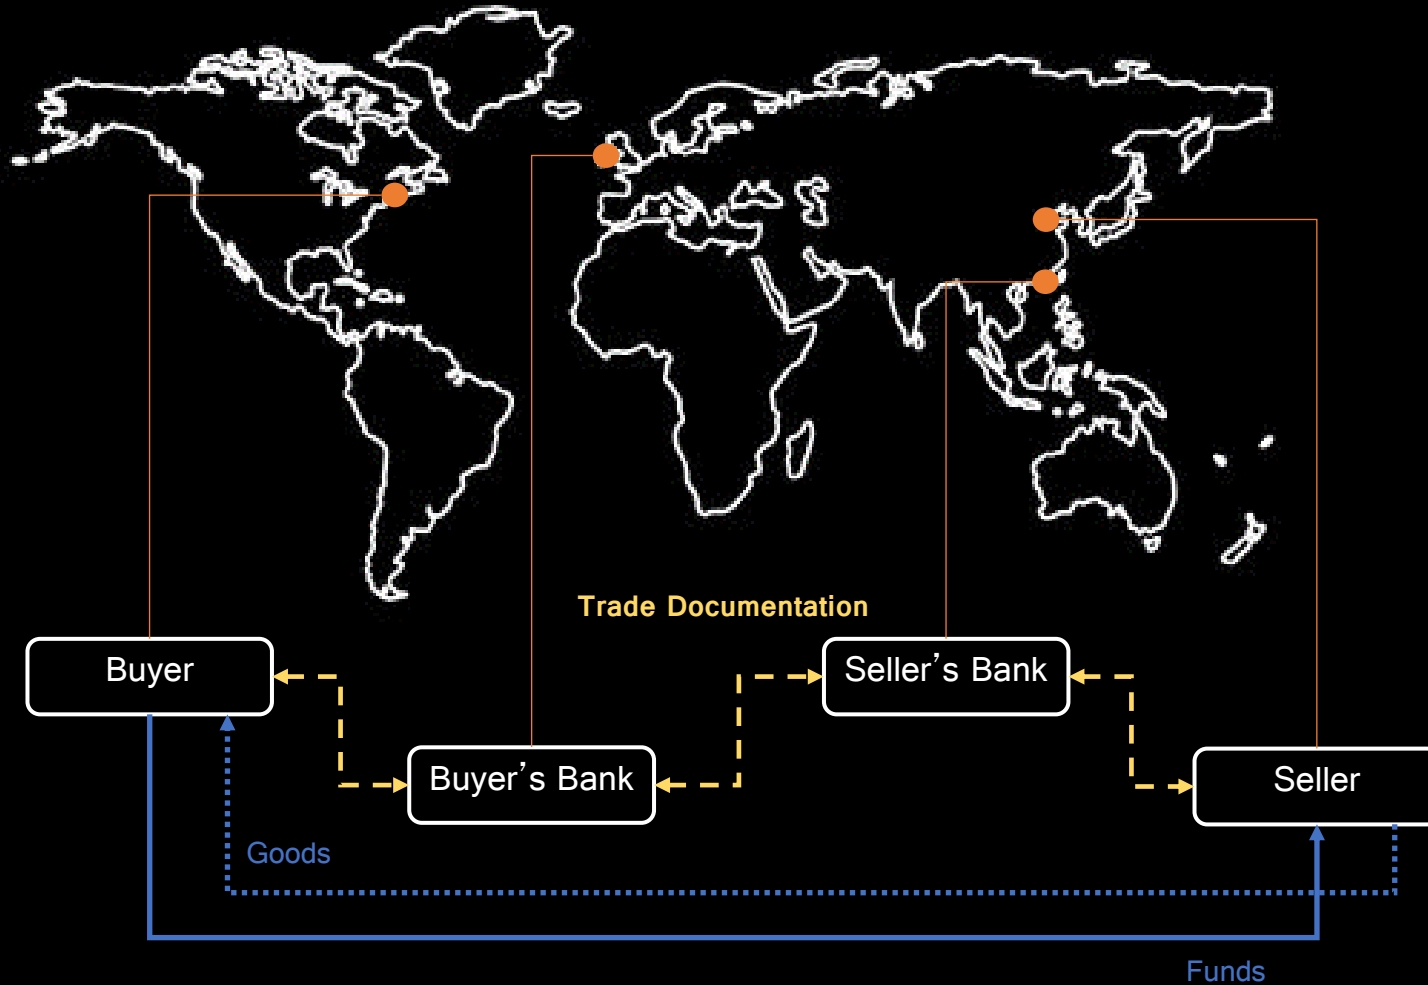 Trade Documentation
Buyer
Seller’s Bank
Buyer’s Bank
Seller
Goods
Funds